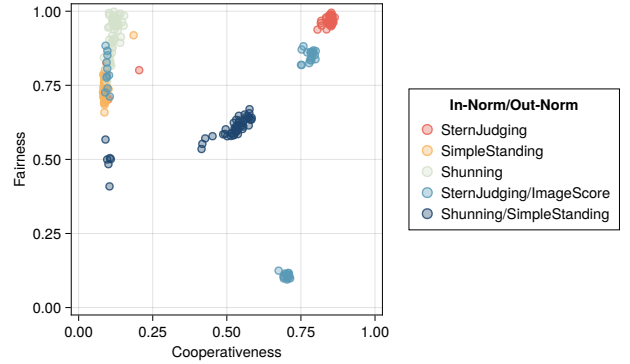 1.00
0.75
0.50
0.25
0.00
Fairness
0.00 0.25 0.50 0.75 1.00
Cooperativeness
In-Norm/Out-Norm
SternJudging
SimpleStanding
Shunning
SternJudging/ImageScore
Shunning/SimpleStanding